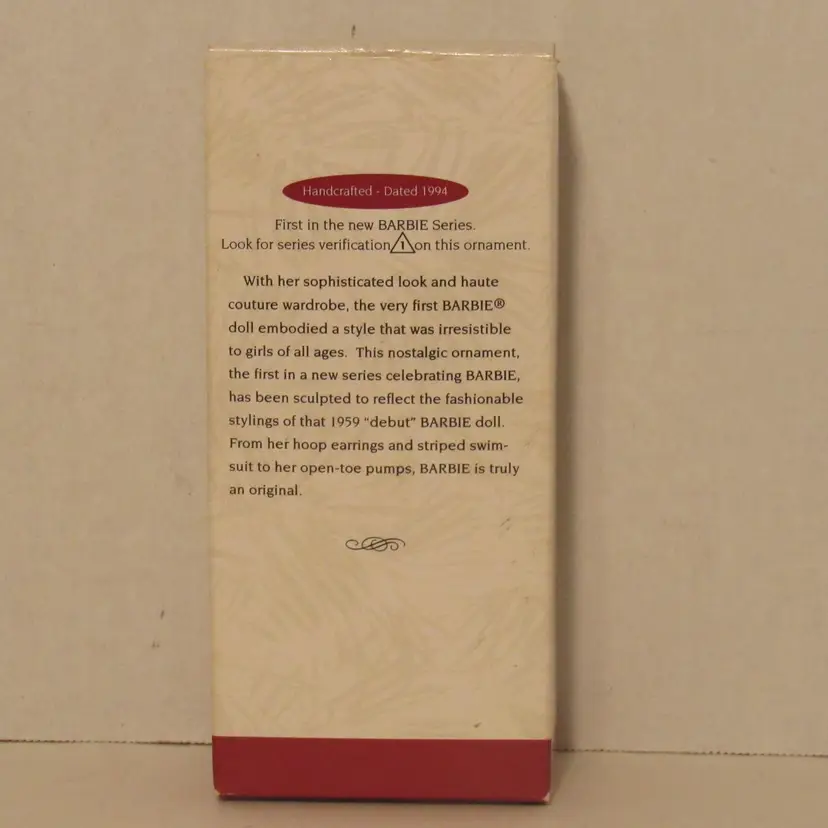 Handcrafted - Dated 1994
First in the new BARBIE Series.
Look for series verification 1 on this ornament.
With her sophisticated look and haute
couture wardrobe, the very first BARBIE®
doll embodied a style that was irresistible
to girls of all ages. This nostalgic ornament,
the first in a new series celebrating BARBIE,
has been sculpted to reflect the fashionable
stylings of that 1959 “debut” BARBIE doll.
From her hoop earrings and striped swim-
suit to her open-toe pumps, BARBIE is truly
an original.